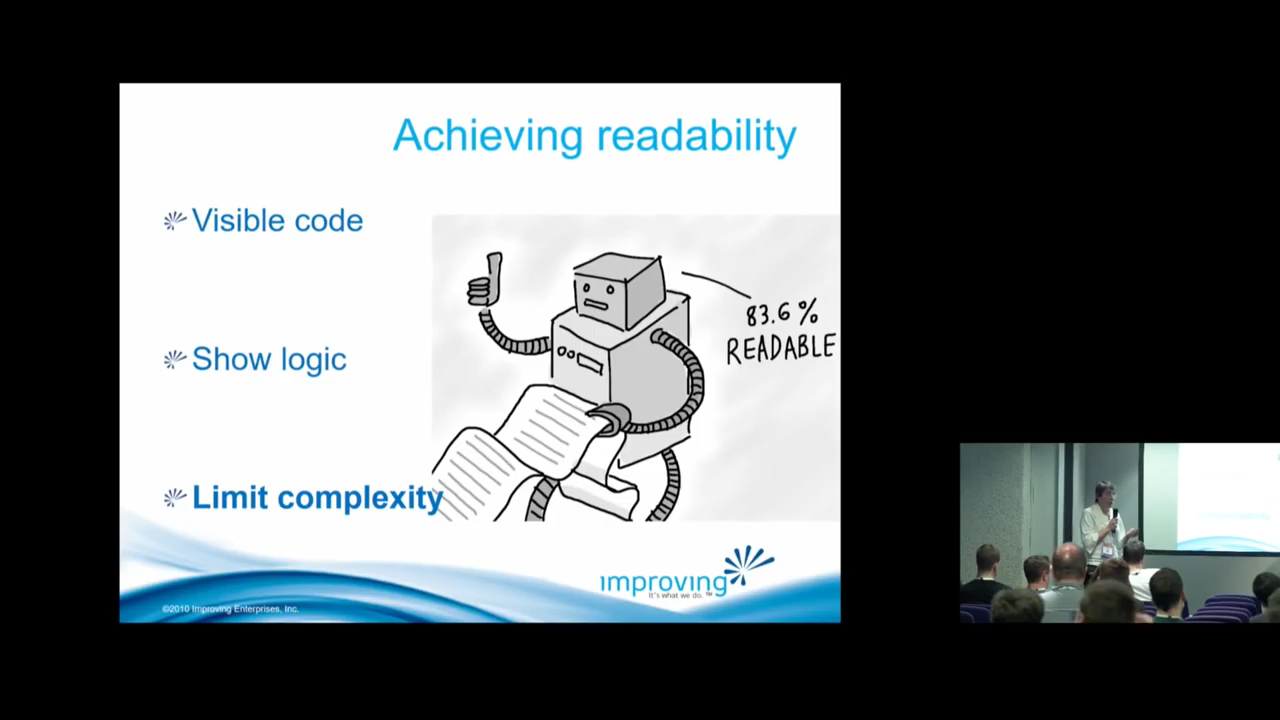 Achieving readability
Visible code
Show logic
Limit complexity
83.6%
READABLE
improving
It's what we do. ™
©2010 Improving Enterprises, Inc.